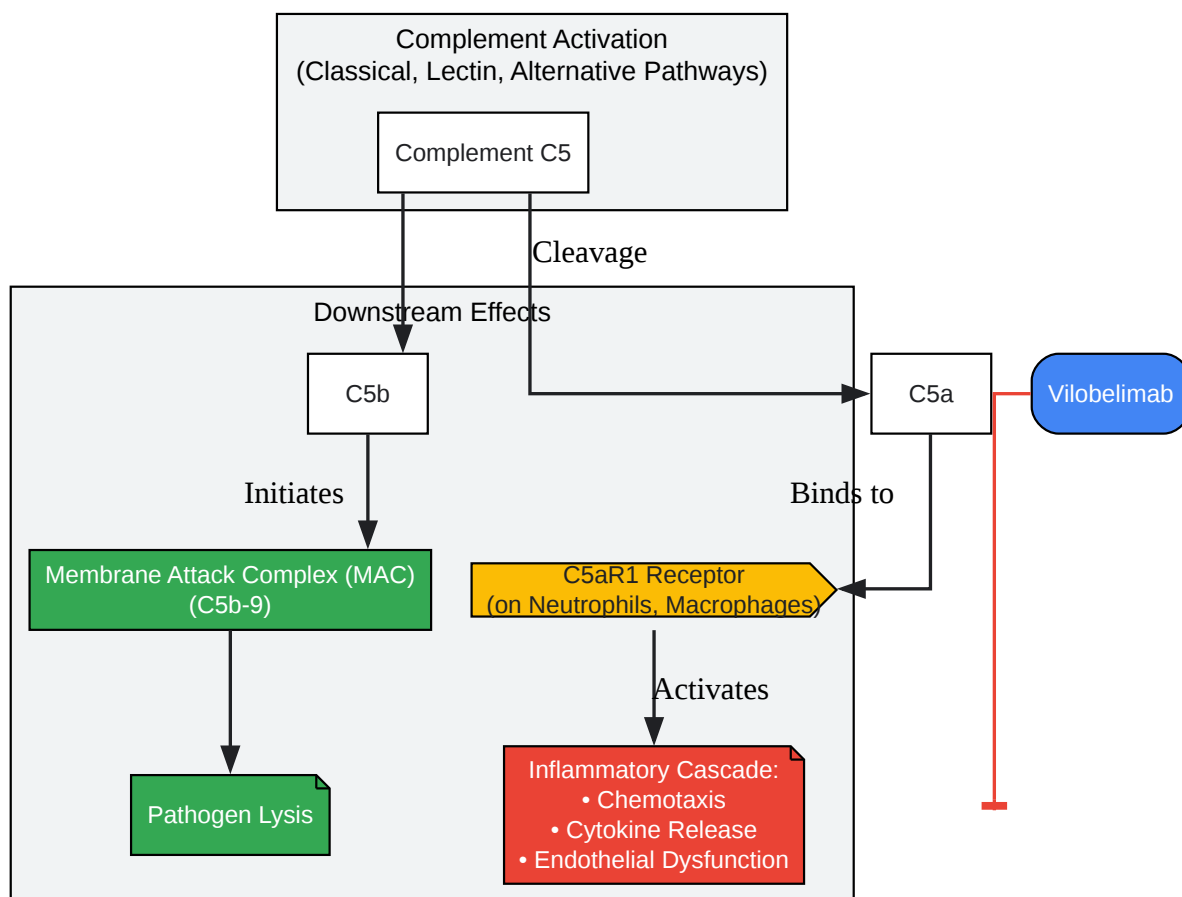 Complement Activation
(Classical, Lectin, Alternative Pathways)
Complement C5
Cleavage
Downstream Effects
C5b
C5a
Vilobelimab
Initiates
Binds to
Membrane Attack Complex (MAC)
(C5b-9)
C5aR1 Receptor
(on Neutrophils, Macrophages)
Activates
Pathogen Lysis
Inflammatory Cascade:
• Chemotaxis
• Cytokine Release
• Endothelial Dysfunction